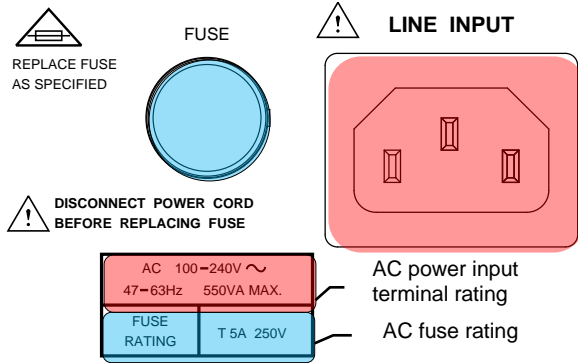 FUSE
LINE INPUT
REPLACE FUSE
AS SPECIFIED
DISCONNECT POWER CORD
BEFORE REPLACING FUSE
AC 100-240V ~
47-63Hz 550VA MAX.
AC power input
terminal rating
FUSE
RATING
T 5A 250V
AC fuse rating